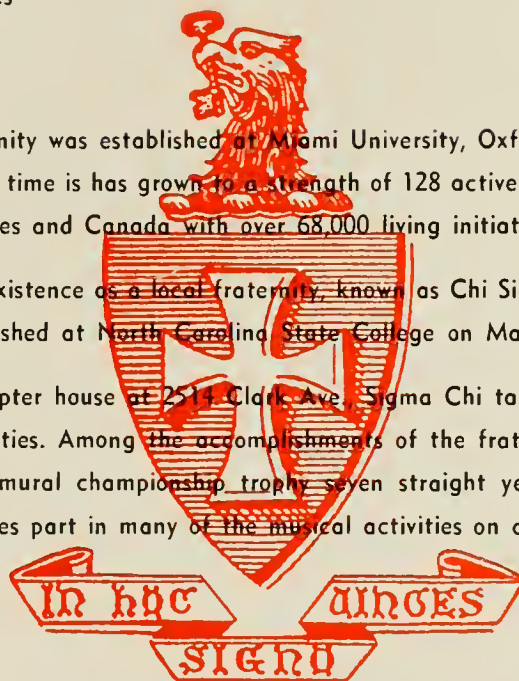 nity was established at Miami University, Oxf
time is has grown to a strength of 128 active
es and Canada with over 68,000 living initiat
xistence as a local fraternity, known as Chi Si
shed at North Carolina State College on Ma
pter house at 2514 Clark Ave., Sigma Chi ta
ties. Among the accomplishments of the frat
mural championship trophy seven straight ye
es part in many of the musical activities on c
IN HOC VINCES
SIGNO